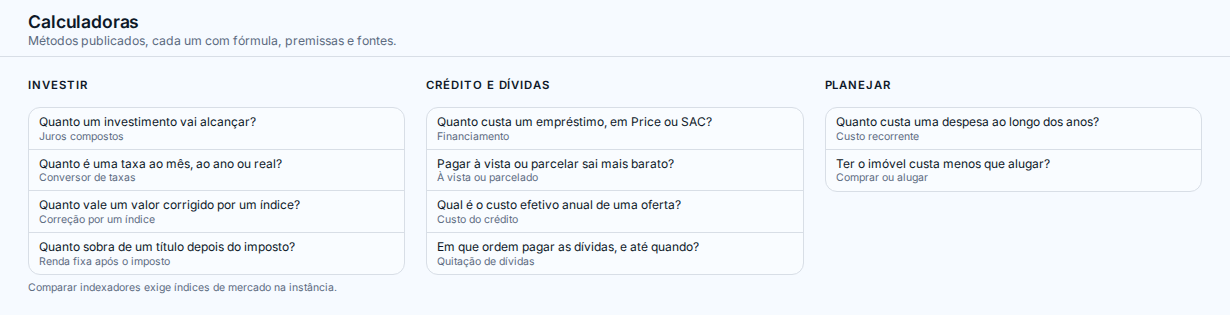 Calculadoras
Métodos publicados, cada um com fórmula, premissas e fontes.
INVESTIR
Quanto um investimento vai alcançar?
Juros compostos
Quanto é uma taxa ao mês, ao ano ou real?
Conversor de taxas
Quanto vale um valor corrigido por um índice?
Correção por um índice
Quanto sobra de um título depois do imposto?
Renda fixa após o imposto
Comparar indexadores exige índices de mercado na instância.
CRÉDITO E DÍVIDAS
Quanto custa um empréstimo, em Price ou SAC?
Financiamento
Pagar à vista ou parcelar sai mais barato?
À vista ou parcelado
Qual é o custo efetivo anual de uma oferta?
Custo do crédito
Em que ordem pagar as dívidas, e até quando?
Quitação de dívidas
PLANEJAR
Quanto custa uma despesa ao longo dos anos?
Custo recorrente
Ter o imóvel custa menos que alugar?
Comprar ou alugar